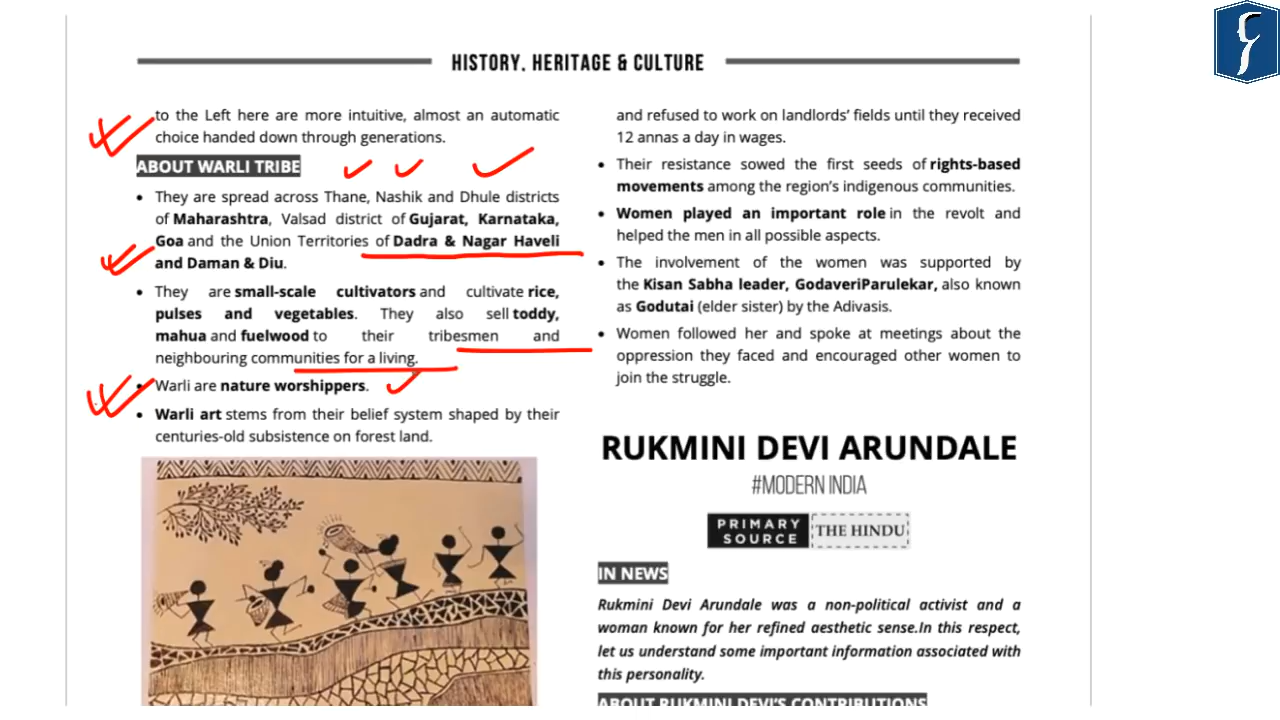 HISTORY, HERITAGE & CULTURE
to the Left here are more intuitive, almost an automatic
choice handed down through generations.
ABOUT WARLI TRIBE
• They are spread across Thane, Nashik and Dhule districts
of Maharashtra, Valsad district of Gujarat, Karnataka,
Goa and the Union Territories of Dadra & Nagar Haveli
and Daman & Diu.
• They are small-scale cultivators and cultivate rice,
pulses and vegetables. They also sell toddy,
mahua and fuelwood to their tribesmen and
neighbouring communities for a living.
• Warli are nature worshippers.
• Warli art stems from their belief system shaped by their
centuries-old subsistence on forest land.
and refused to work on landlords’ fields until they received
12 annas a day in wages.
• Their resistance sowed the first seeds of rights-based
movements among the region’s indigenous communities.
• Women played an important role in the revolt and
helped the men in all possible aspects.
• The involvement of the women was supported by
the Kisan Sabha leader, GodaveriParulekar, also known
as Godutai (elder sister) by the Adivasis.
• Women followed her and spoke at meetings about the
oppression they faced and encouraged other women to
join the struggle.
RUKMINI DEVI ARUNDALE
#MODERN INDIA
PRIMARY
SOURCE
THE HINDU
IN NEWS
Rukmini Devi Arundale was a non-political activist and a
woman known for her refined aesthetic sense.In this respect,
let us understand some important information associated with
this personality.
ABOUT RUKMINI DEVI'S CONTRIBUTIONS